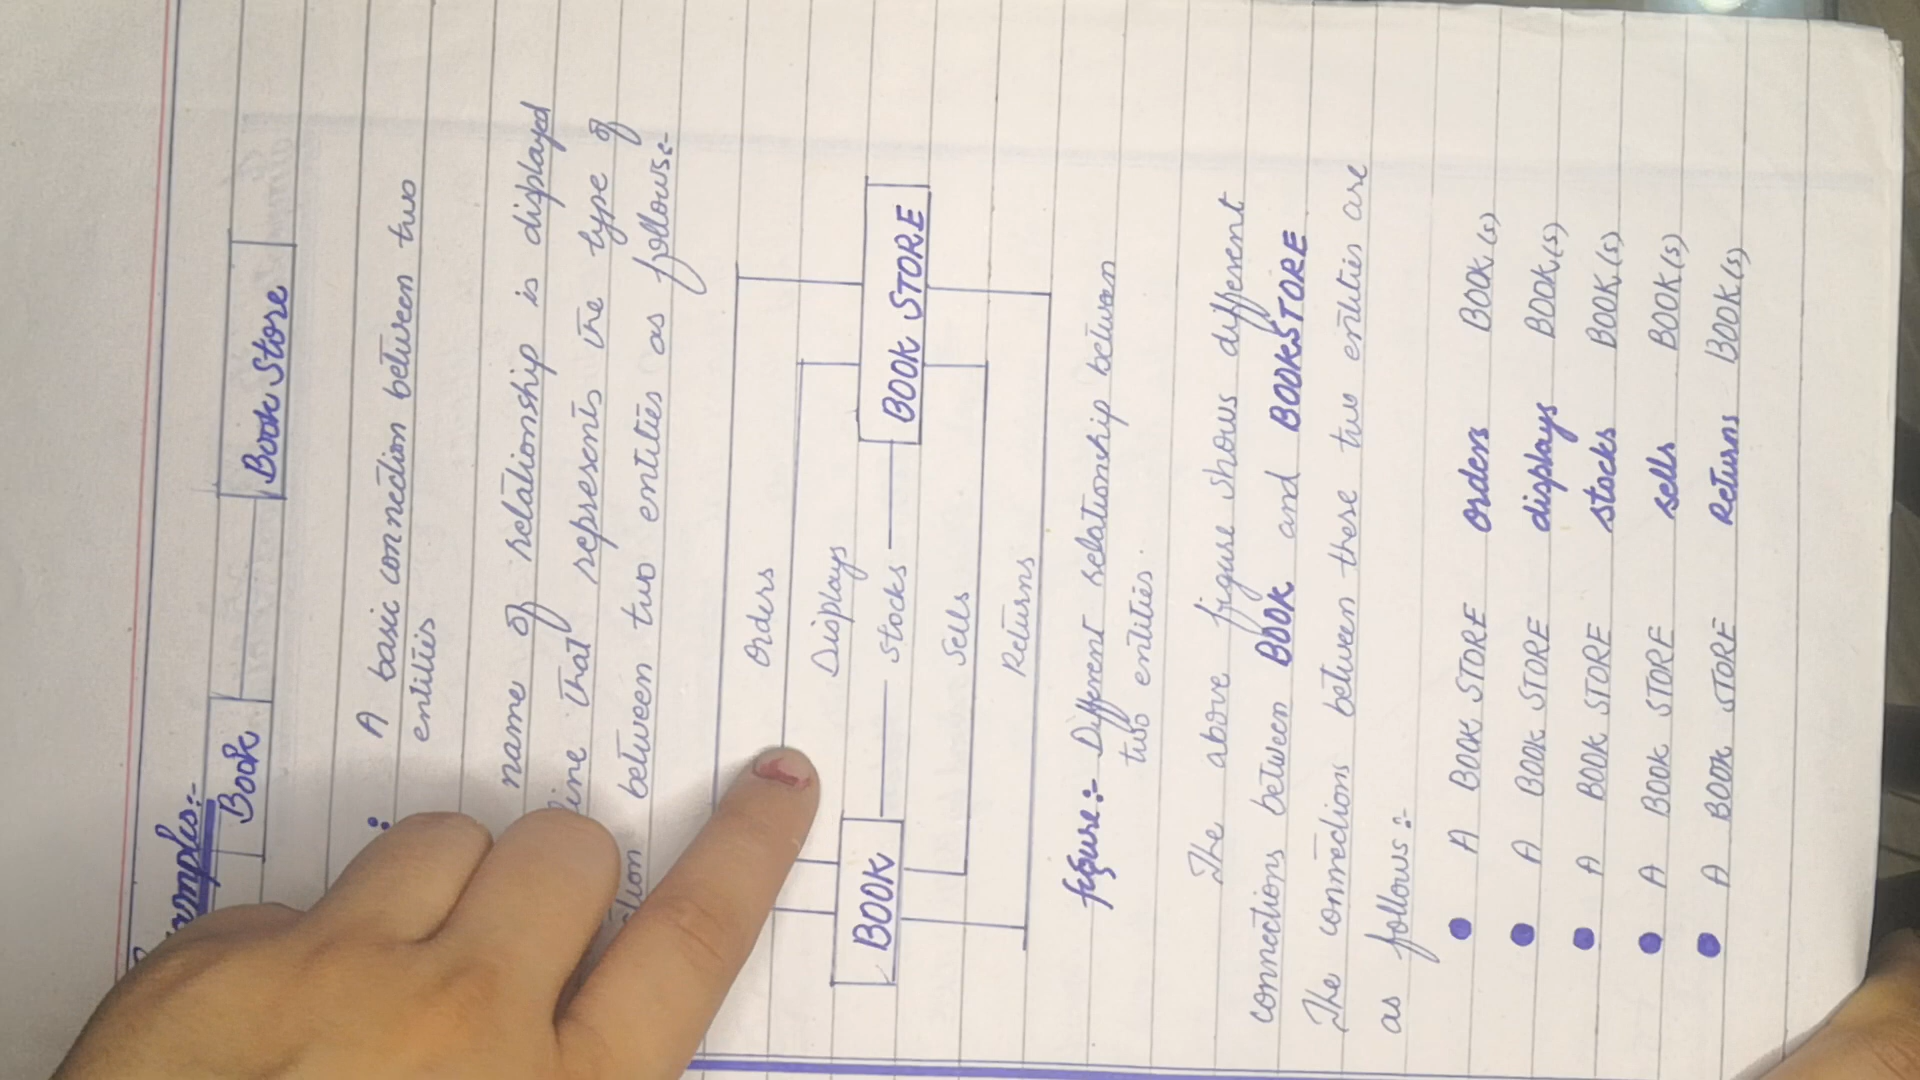 Examples:-
Book Book Store
: A basic connection between two
entities
name of relationship is displayed
line that represents the type of
between two entities as follows:-
Orders
Displays
BOOK Stocks BOOK STORE
Sells
Returns
figure:- Different relationship between
two entities.
The above figure shows different
connections between BOOK and BOOKSTORE
The connections between these two entities are
as follows:-
• A BOOK STORE orders BOOK(s)
• A BOOK STORE displays BOOK(s)
• A BOOK STORE stocks BOOK(s)
• A BOOK STORE sells BOOK(s)
• A BOOK STORE Returns BOOK(s)